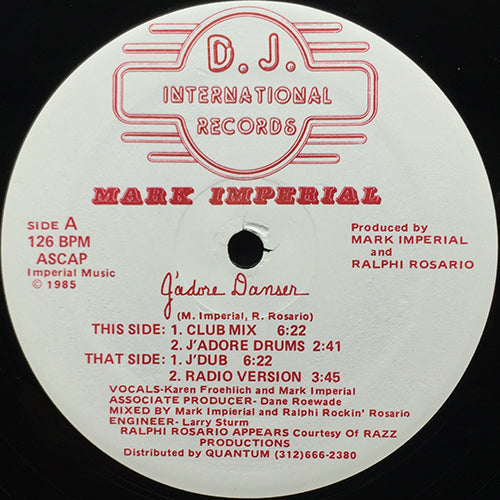 D. J.
INTERNATIONAL
RECORDS
MARK IMPERIAL
SIDE A
126 BPM
ASCAP
Imperial Music
© 1985
Produced by
MARK IMPERIAL
and
RALPHI ROSARIO
J'adore Danser
(M. Imperial, R. Rosario)
THIS SIDE: 1. CLUB MIX 6:22
2. J'ADORE DRUMS 2:41
THAT SIDE: 1. J'DUB 6:22
2. RADIO VERSION 3:45
VOCALS-Karen Froehlich and Mark Imperial
ASSOCIATE PRODUCER- Dane Roewade
MIXED BY Mark Impierial and Ralphi Rockin' Rosario
ENGINEER- Larry Sturm
RALPHI ROSARIO APPEARS Courtesy Of RAZZ
PRODUCTIONS
Distributed by QUANTUM (312)666-2380